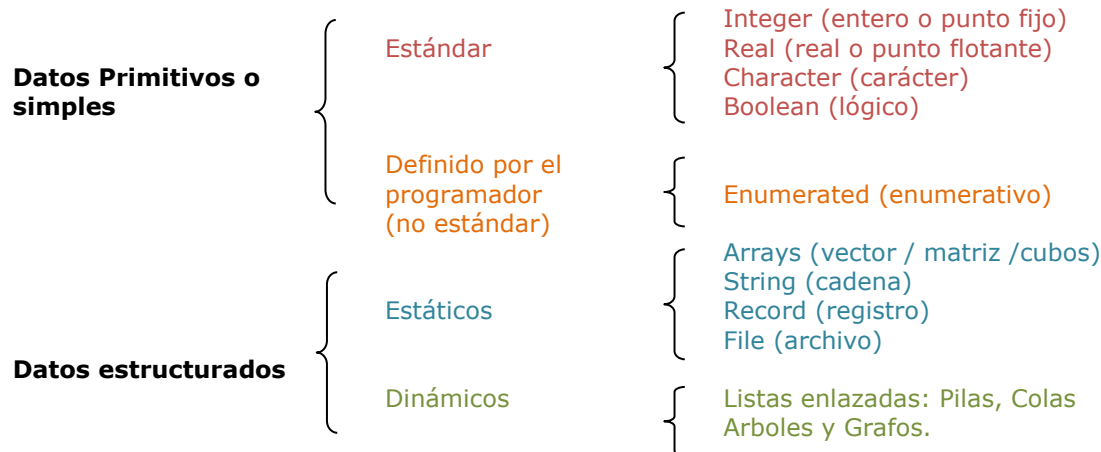 Datos Primitivos o
simples
Estándar
Integer (entero o punto fijo)
Real (real o punto flotante)
Character (carácter)
Boolean (lógico)
Definido por el
programador
(no estándar)
Enumerated (enumerativo)
Datos estructurados
Estáticos
Arrays (vector / matriz /cubos)
String (cadena)
Record (registro)
File (archivo)
Dinámicos
Listas enlazadas: Pilas, Colas
Arboles y Grafos.